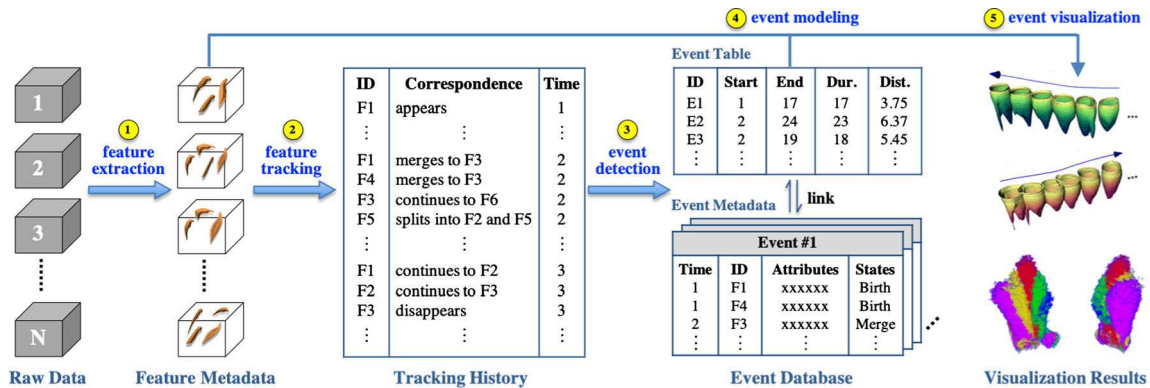 4 event modeling
5 event visualization
Event Table
ID Start End Dur. Dist.
E1 1 17 17 3.75
E2 2 24 23 6.37
E3 2 19 18 5.45
⋮ ⋮ ⋮ ⋮ ⋮
1
2
3
N
Raw Data
1
feature
extraction
Feature Metadata
2
feature
tracking
ID Correspondence Time
F1 appears 1
⋮ ⋮ ⋮
F1 merges to F3 2
F4 merges to F3 2
F3 continues to F6 2
F5 splits into F2 and F5 2
⋮ ⋮ ⋮
F1 continues to F2 3
F2 continues to F3 3
F3 disappears 3
⋮ ⋮ ⋮
Tracking History
3
event
detection
link
Event Metadata
Event #1
Time ID Attributes States
1 F1 xxxxxx Birth
1 F4 xxxxxx Birth
2 F3 xxxxxx Merge
⋮ ⋮ ⋮ ⋮
Event Database
...
...
Visualization Results